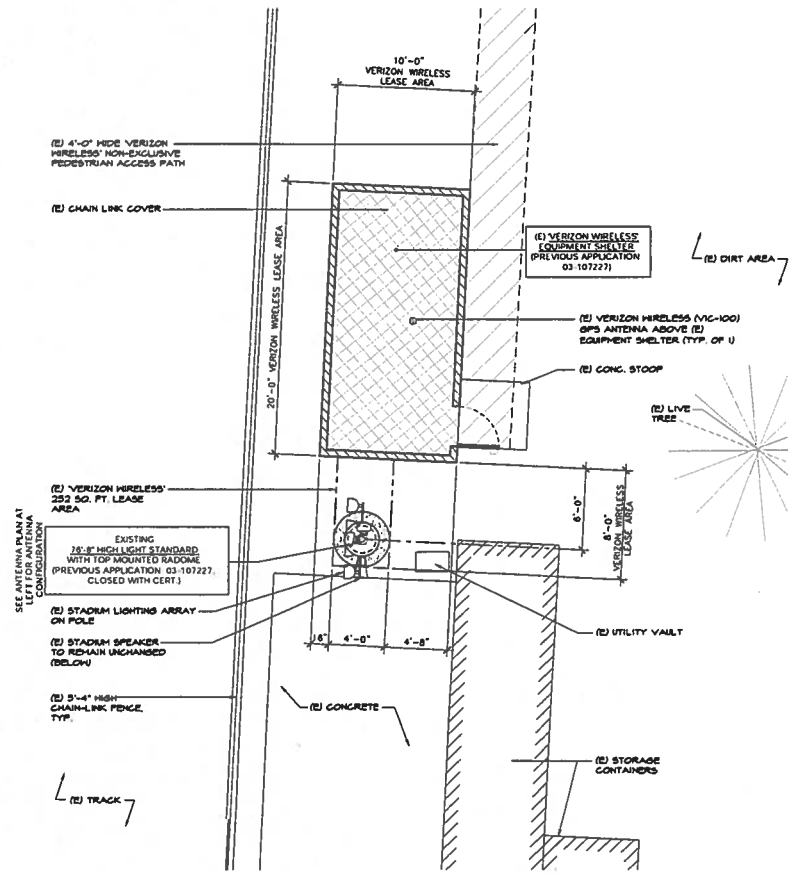 10'-0"
VERIZON WIRELESS
LEASE AREA
(E) 4'-0" WIDE 'VERIZON
WIRELESS' NON-EXCLUSIVE
PEDESTRIAN ACCESS PATH
(E) CHAIN LINK COVER
20'-0" VERIZON WIRELESS LEASE AREA
(E) 'VERIZON WIRELESS'
EQUIPMENT SHELTER
(PREVIOUS APPLICATION
03-107227)
(E) DIRT AREA
(E) VERIZON WIRELESS (VIC-100)
GPS ANTENNA ABOVE (E)
EQUIPMENT SHELTER (TYP. OF 1)
(E) CONC. STOOP
(E) LIVE
TREE
(E) 'VERIZON WIRELESS'
252 SQ. FT. LEASE
AREA
6'-0"
8'-0"
VERIZON WIRELESS
LEASE AREA
SEE ANTENNA PLAN AT
LEFT FOR ANTENNA
CONFIGURATION
EXISTING
76'-8" HIGH LIGHT STANDARD
WITH TOP MOUNTED RADOME
(PREVIOUS APPLICATION 03-107227,
CLOSED WITH CERT.)
(E) STADIUM LIGHTING ARRAY
ON POLE
(E) STADIUM SPEAKER
TO REMAIN UNCHANGED
(BELOW)
16"
4'-0"
4'-8"
(E) UTILITY VAULT
(E) 5'-4" HIGH
CHAIN-LINK FENCE,
TYP.
(E) CONCRETE
(E) STORAGE
CONTAINERS
(E) TRACK